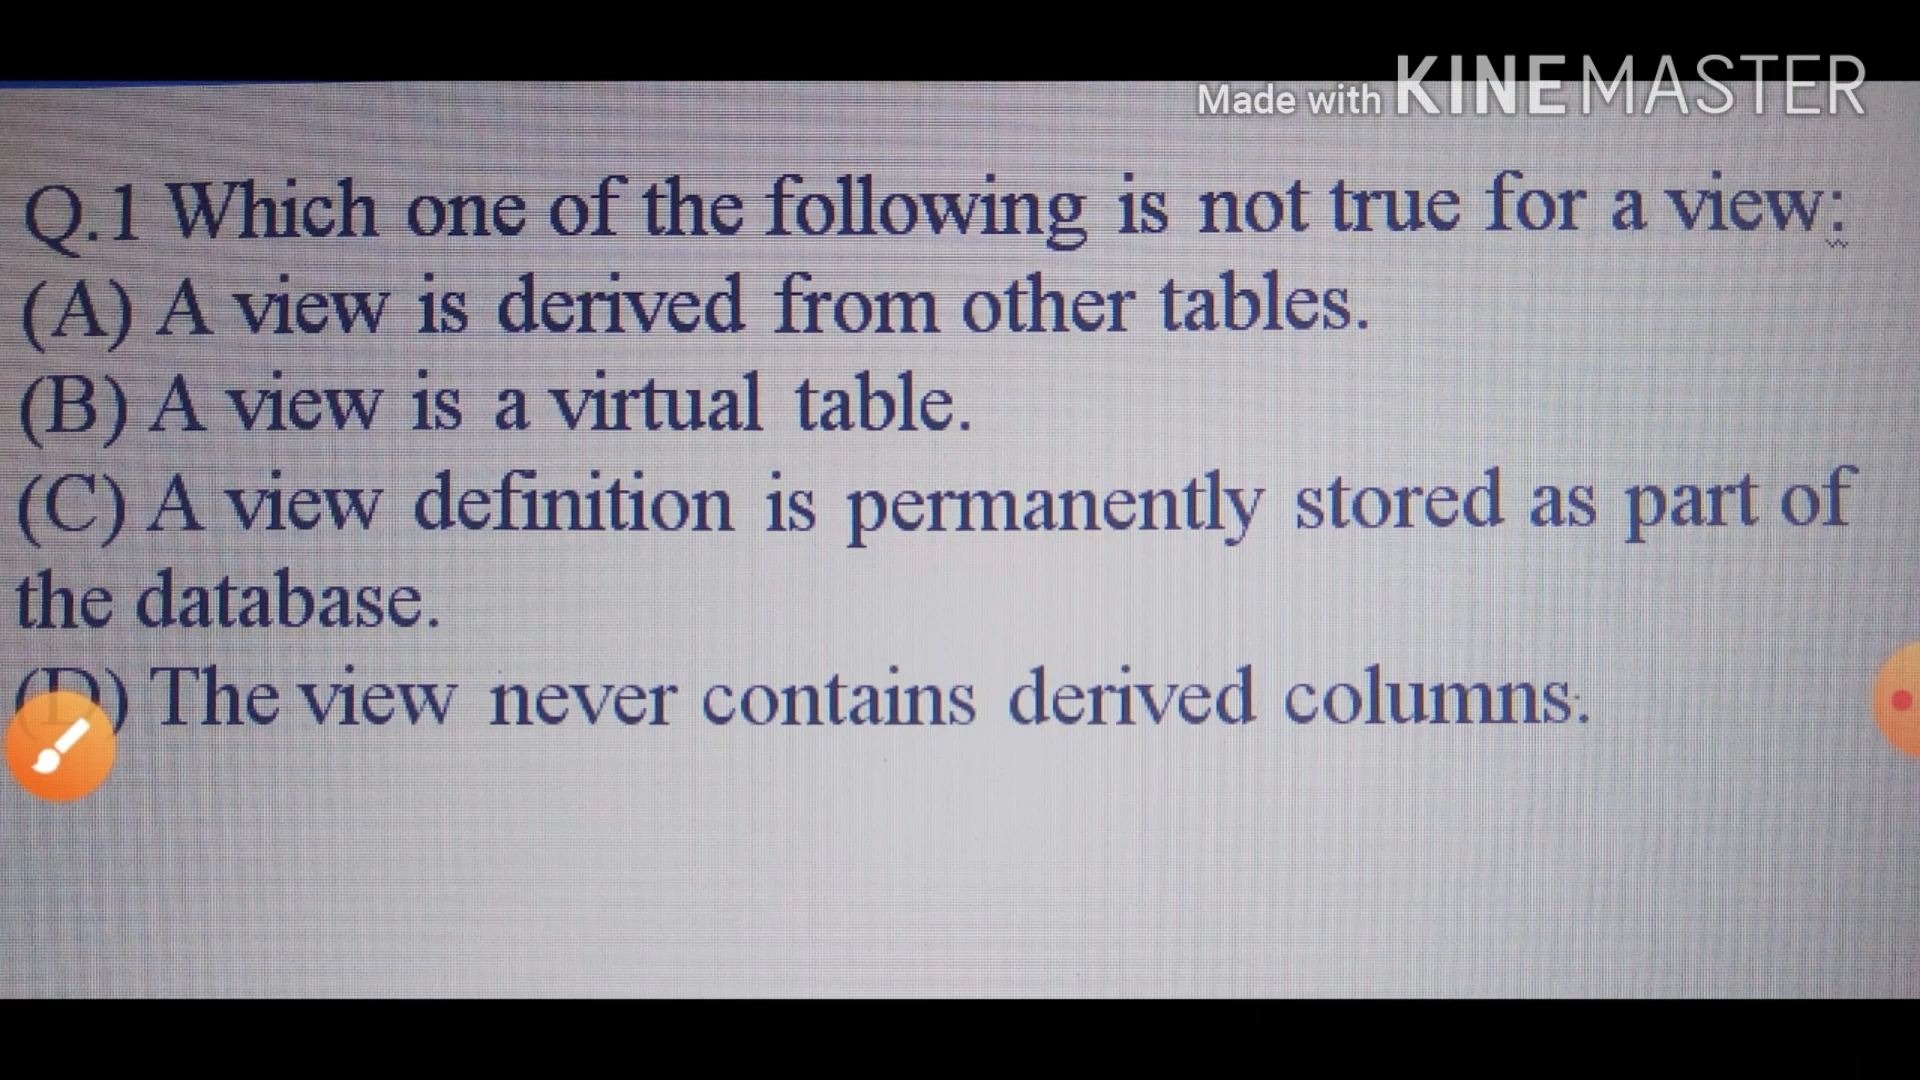 Made with KINEMASTER
Q.1 Which one of the following is not true for a view:
(A) A view is derived from other tables.
(B) A view is a virtual table.
(C) A view definition is permanently stored as part of
the database.
(D) The view never contains derived columns.